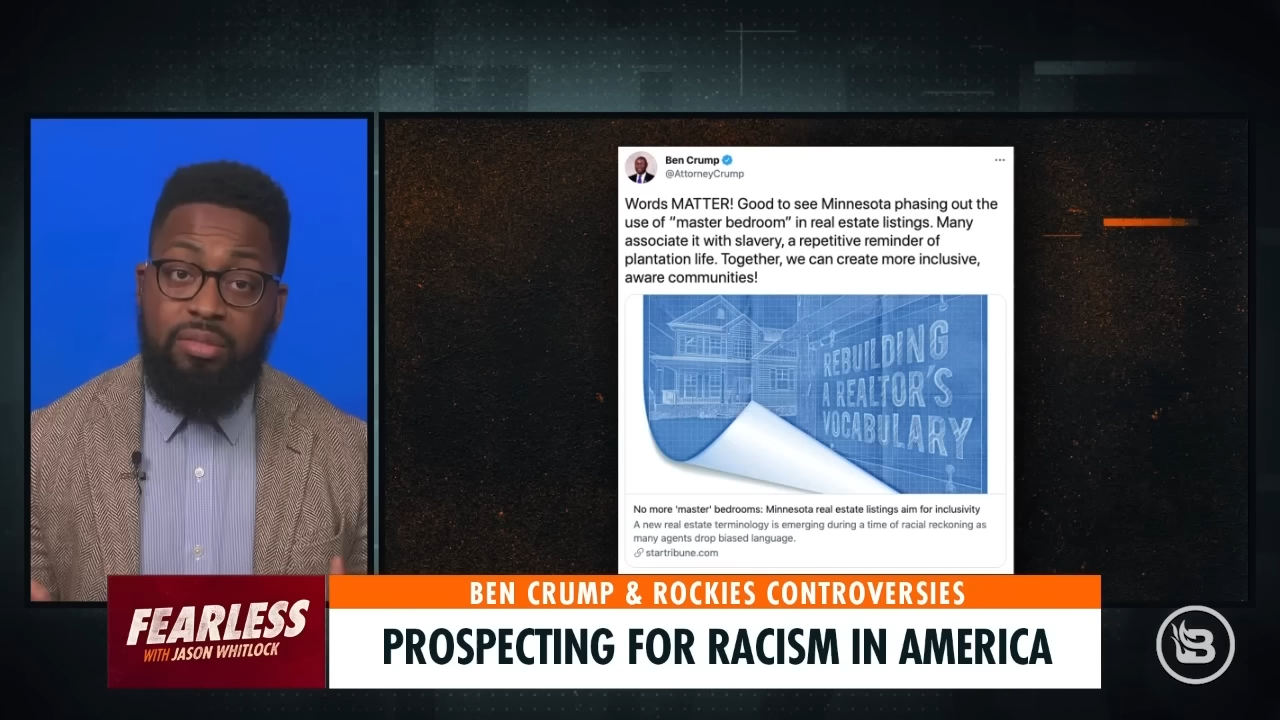 Ben Crump
@AttorneyCrump
Words MATTER! Good to see Minnesota phasing out the
use of “master bedroom” in real estate listings. Many
associate it with slavery, a repetitive reminder of
plantation life. Together, we can create more inclusive,
aware communities!
REBUILDING
A REALTOR'S
VOCABULARY
No more 'master' bedrooms: Minnesota real estate listings aim for inclusivity
A new real estate terminology is emerging during a time of racial reckoning as
many agents drop biased language.
startribune.com
BEN CRUMP & ROCKIES CONTROVERSIES
PROSPECTING FOR RACISM IN AMERICA
FEARLESS
WITH JASON WHITLOCK
B